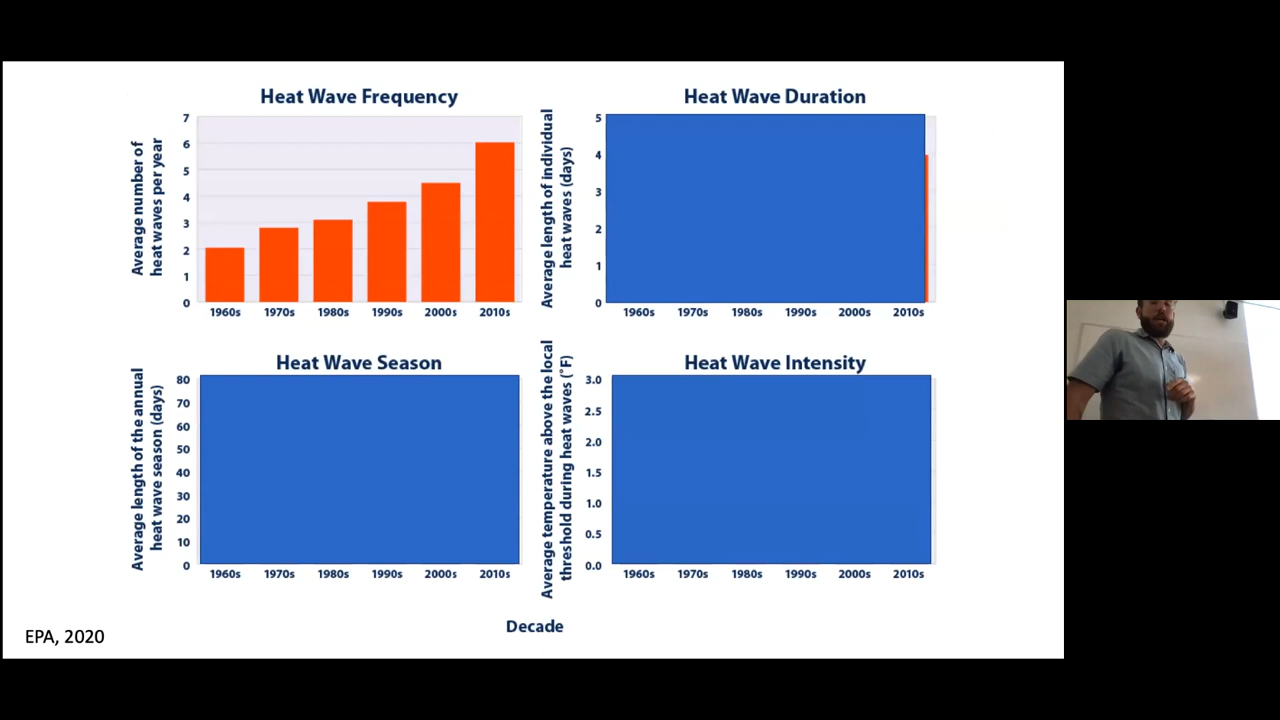 Heat Wave Frequency
Average number of
heat waves per year
7
6
5
4
3
2
1
0
1960s 1970s 1980s 1990s 2000s 2010s
Heat Wave Duration
Average length of individual
heat waves (days)
5
4
3
2
1
0
1960s 1970s 1980s 1990s 2000s 2010s
Heat Wave Season
Average length of the annual
heat wave season (days)
80
70
60
50
40
30
20
10
0
1960s 1970s 1980s 1990s 2000s 2010s
Heat Wave Intensity
Average temperature above the local
threshold during heat waves (˚F)
3.0
2.5
2.0
1.5
1.0
0.5
0.0
1960s 1970s 1980s 1990s 2000s 2010s
Decade
EPA, 2020